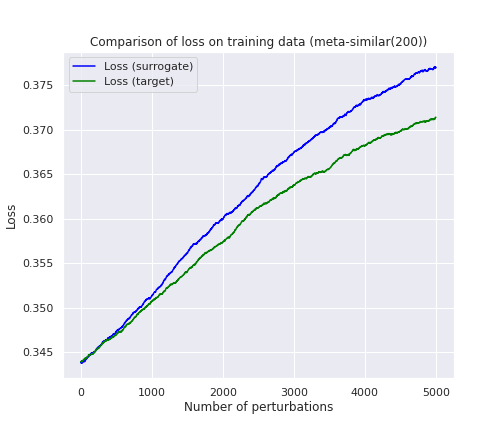 Comparison of loss on training data (meta-similar(200))
Loss (surrogate)
Loss (target)
0.375
0.370
0.365
0.360
0.355
0.350
0.345
Loss
0 1000 2000 3000 4000 5000
Number of perturbations